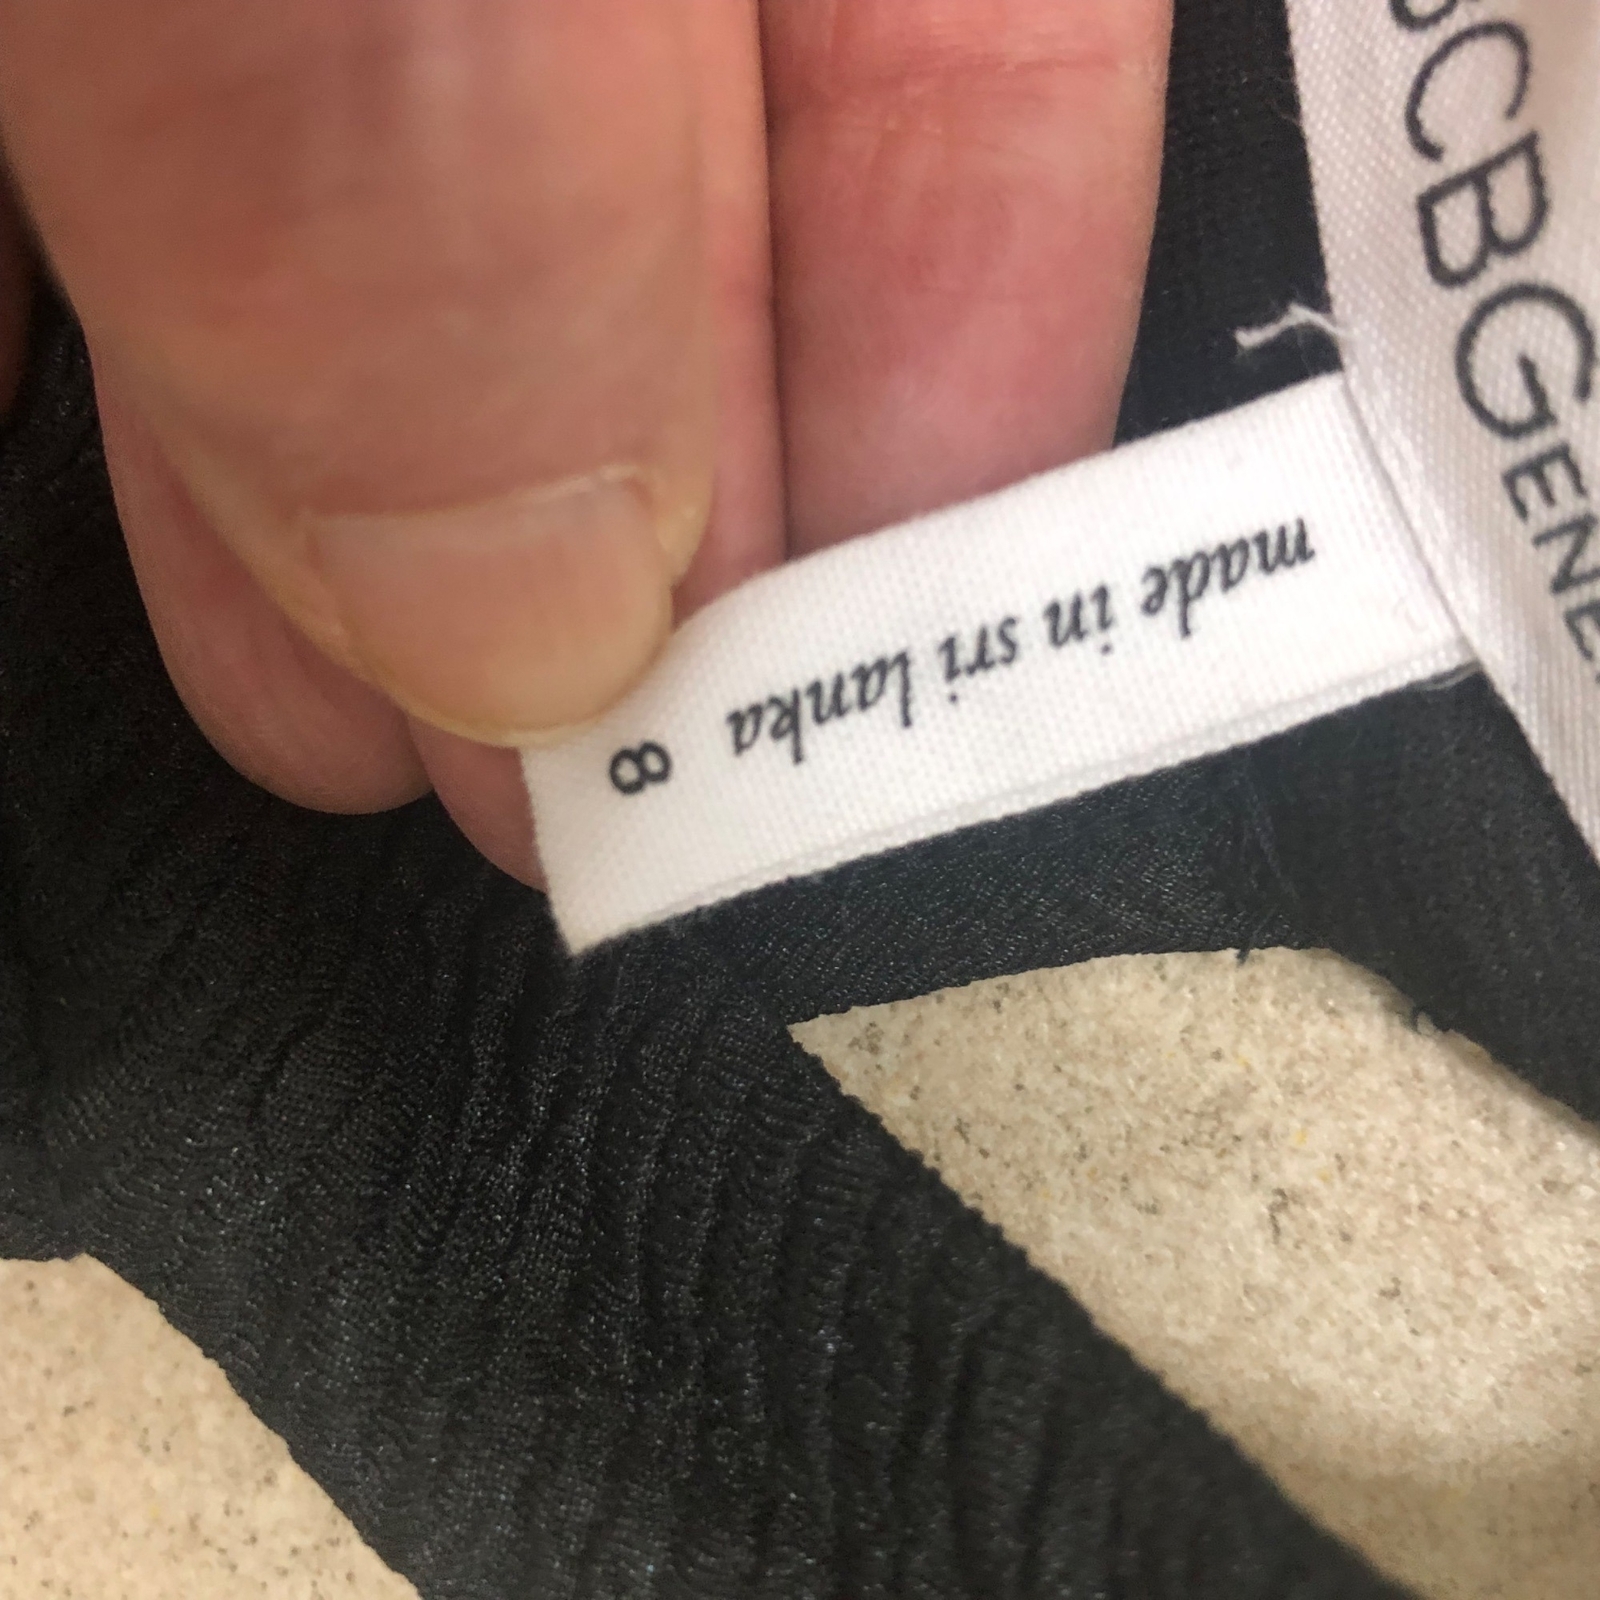 BCBGENE
made in sri lanka
8